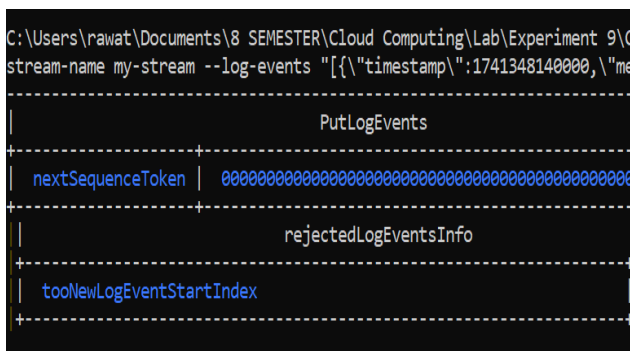 C:\Users\rawat\Documents\8 SEMESTER\Cloud Computing\Lab\Experiment 9\
stream-name my-stream --log-events "[{\"timestamp\":1741348140000,\"me
PutLogEvents
nextSequenceToken | 00000000000000000000000000000000000000000000000
rejectedLogEventsInfo
tooNewLogEventStartIndex